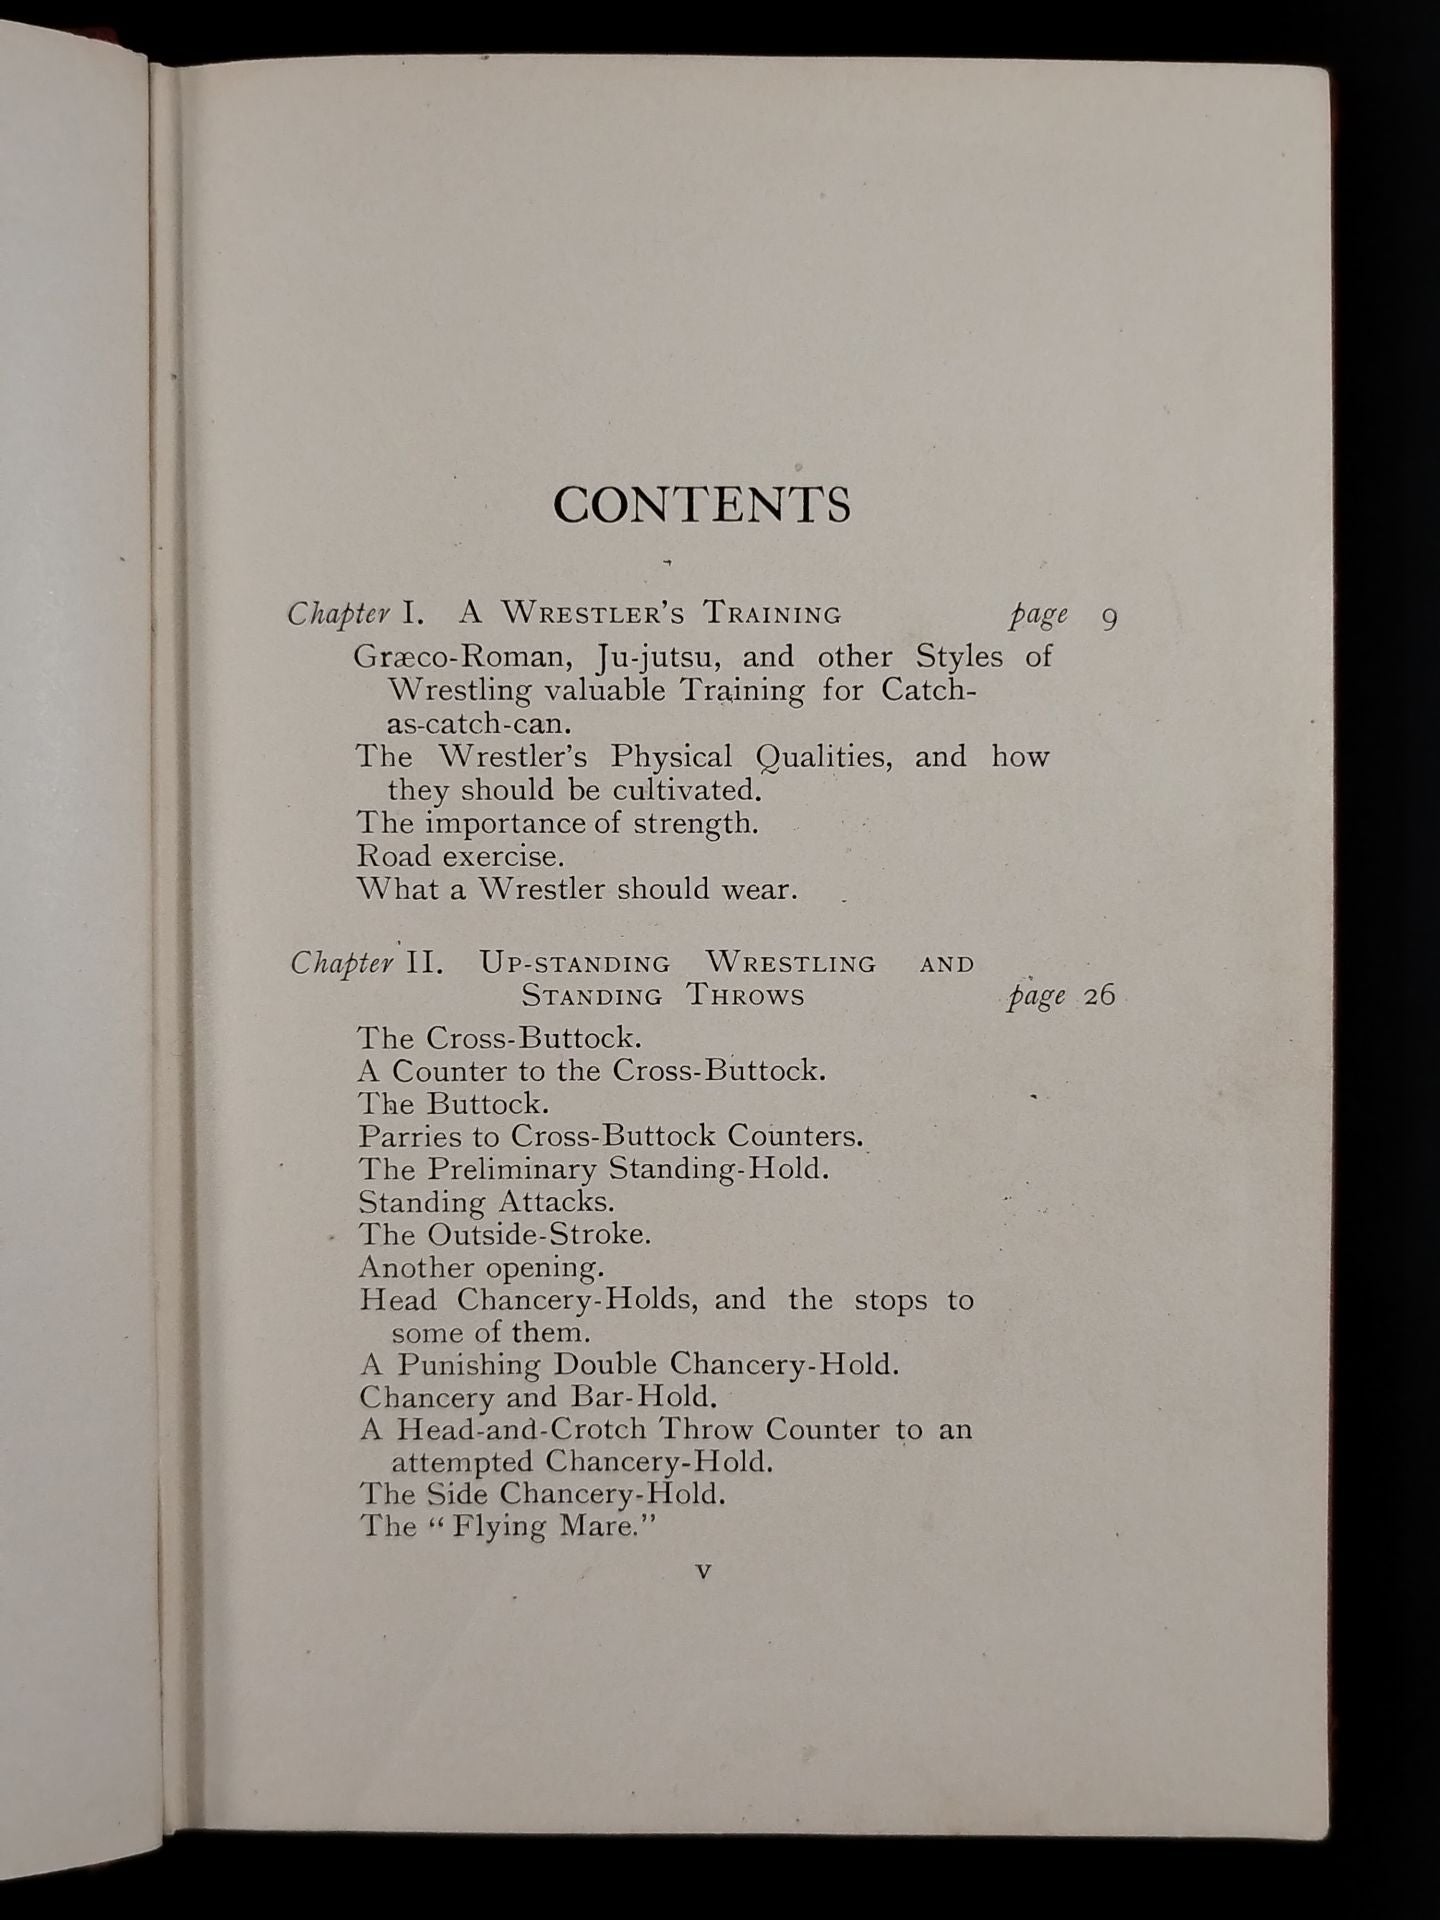 CONTENTS
Chapter I. A WRESTLER'S TRAINING page 9
Græco-Roman, Ju-jutsu, and other Styles of
Wrestling valuable Training for Catch-
as-catch-can.
The Wrestler's Physical Qualities, and how
they should be cultivated.
The importance of strength.
Road exercise.
What a Wrestler should wear.
Chapter II. UP-STANDING WRESTLING AND
STANDING THROWS page 26
The Cross-Buttock.
A Counter to the Cross-Buttock.
The Buttock.
Parries to Cross-Buttock Counters.
The Preliminary Standing-Hold.
Standing Attacks.
The Outside-Stroke.
Another opening.
Head Chancery-Holds, and the stops to
some of them.
A Punishing Double Chancery-Hold.
Chancery and Bar-Hold.
A Head-and-Crotch Throw Counter to an
attempted Chancery-Hold.
The Side Chancery-Hold.
The “Flying Mare.”
v